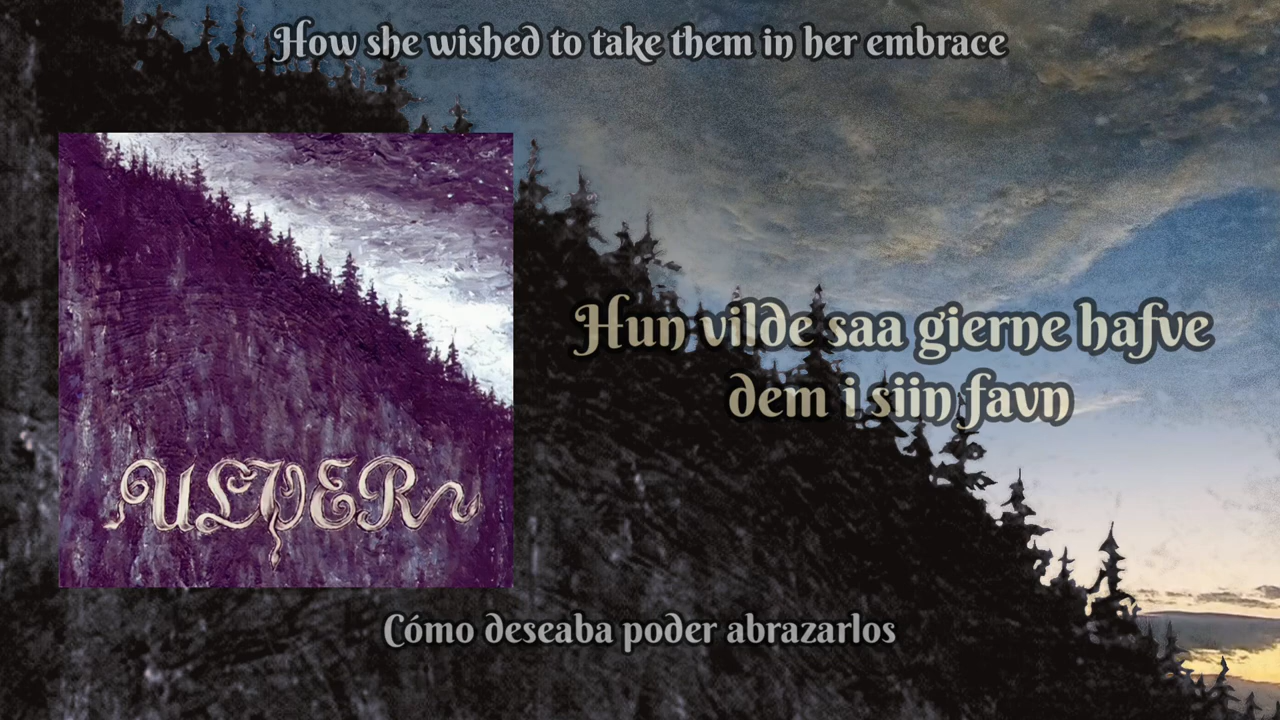 How she wished to take them in her embrace
Hun vilde saa gierne hafve
dem i siin favn
ULVER
Cómo deseaba poder abrazarlos